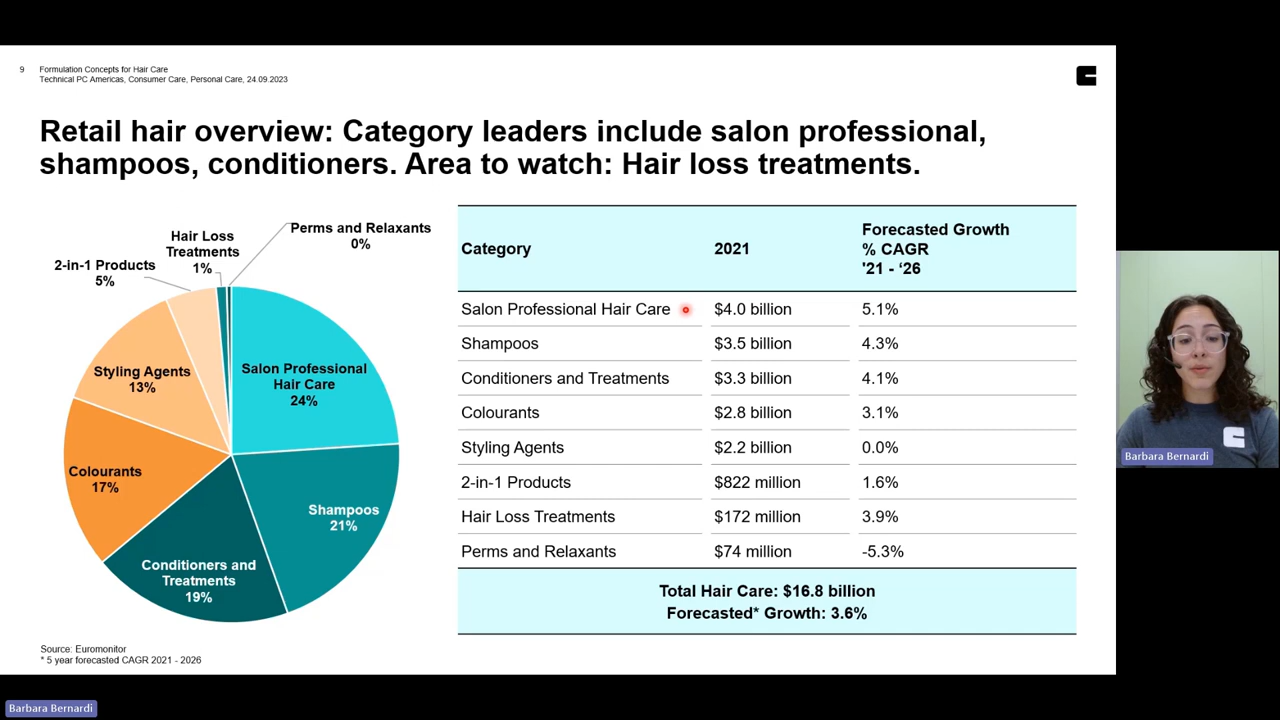 9
Formulation Concepts for Hair Care
Technical PC Americas, Consumer Care, Personal Care, 24.09.2023
Retail hair overview: Category leaders include salon professional,
shampoos, conditioners. Area to watch: Hair loss treatments.
Perms and Relaxants
0%
Hair Loss
Treatments
1%
2-in-1 Products
5%
Styling Agents
13%
Salon Professional
Hair Care
24%
Colourants
17%
Shampoos
21%
Conditioners and
Treatments
19%
Category
2021
Forecasted Growth
% CAGR
'21 - ‘26
Salon Professional Hair Care $4.0 billion 5.1%
Shampoos $3.5 billion 4.3%
Conditioners and Treatments $3.3 billion 4.1%
Colourants $2.8 billion 3.1%
Styling Agents $2.2 billion 0.0%
2-in-1 Products $822 million 1.6%
Hair Loss Treatments $172 million 3.9%
Perms and Relaxants $74 million -5.3%
Total Hair Care: $16.8 billion
Forecasted* Growth: 3.6%
Source: Euromonitor
* 5 year forecasted CAGR 2021 - 2026
Barbara Bernardi
Barbara Bernardi